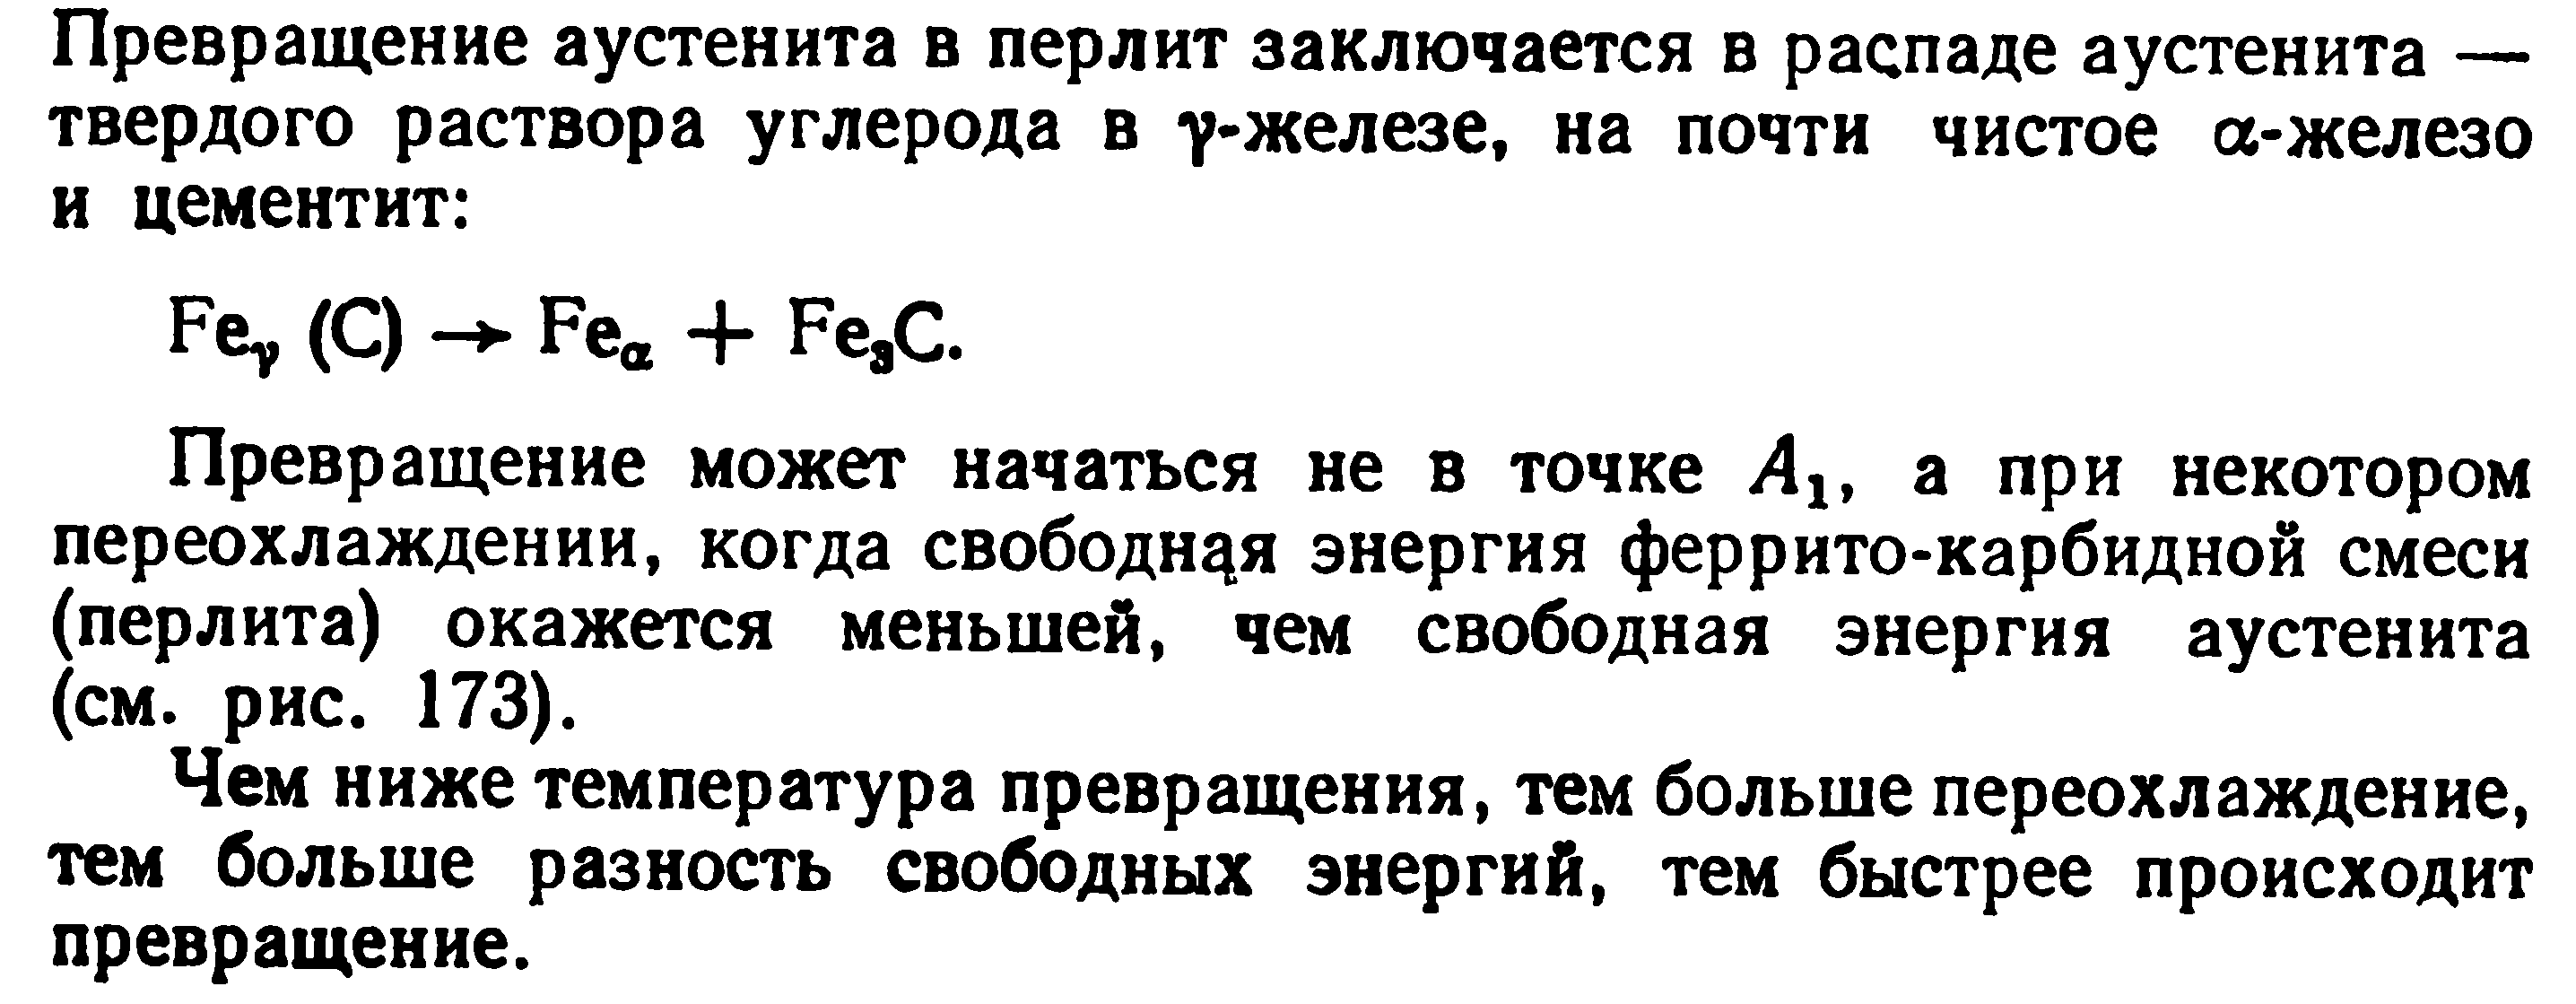 Превращение аустенита в перлит заключается в распаде аустенита —
твердого раствора углерода в γ-железе, на почти чистое α-железо
и цементит:
Feγ (C) → Feα + Fe₃C.
Превращение может начаться не в точке A₁, а при некотором
переохлаждении, когда свободная энергия феррито-карбидной смеси
(перлита) окажется меньшей, чем свободная энергия аустенита
(см. рис. 173).
Чем ниже температура превращения, тем больше переохлаждение,
тем больше разность свободных энергий, тем быстрее происходит
превращение.